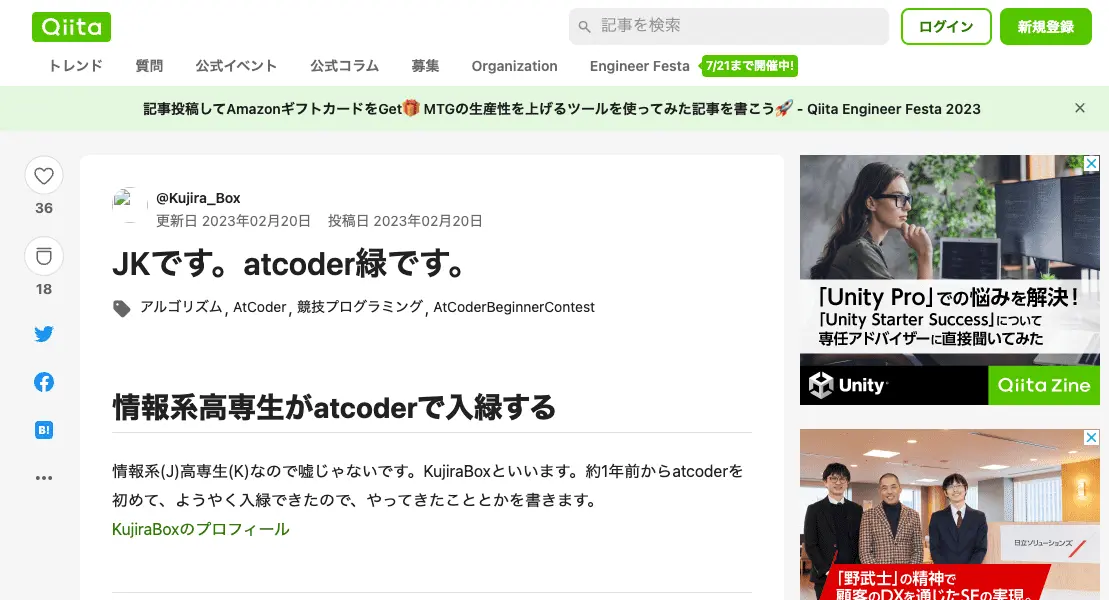 Qiita
記事を検索
ログイン
新規登録
トレンド 質問 公式イベント 公式コラム 募集 Organization Engineer Festa 7/21まで開催中!
記事投稿してAmazonギフトカードをGet🎁 MTGの生産性を上げるツールを使ってみた記事を書こう🚀 - Qiita Engineer Festa 2023
36
18
B!
@Kujira_Box
更新日 2023年02月20日 投稿日 2023年02月20日
JKです。atcoder緑です。
アルゴリズム, AtCoder, 競技プログラミング, AtCoderBeginnerContest
情報系高専生がatcoderで入緑する
情報系(J)高専生(K)なので嘘じゃないです。KujiraBoxといいます。約1年前からatcoderを
初めて、ようやく入緑できたので、やってきたこととかを書きます。
KujiraBoxのプロフィール
「Unity Pro」での悩みを解決!
「Unity Starter Success」について
専任アドバイザーに直接聞いてみた
Unity
Qiita Zine
日立ソリューションズ
「野武士」の精神で
顧客のDXを通じたSEの実現。